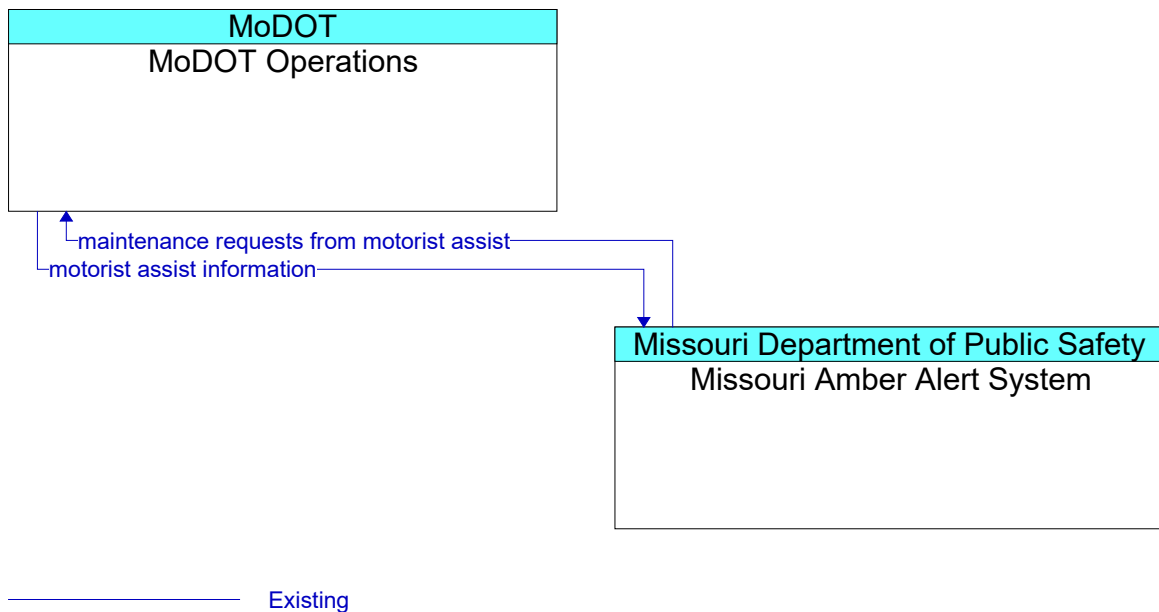 MoDOT
MoDOT Operations
maintenance requests from motorist assist
motorist assist information
Missouri Department of Public Safety
Missouri Amber Alert System
Existing